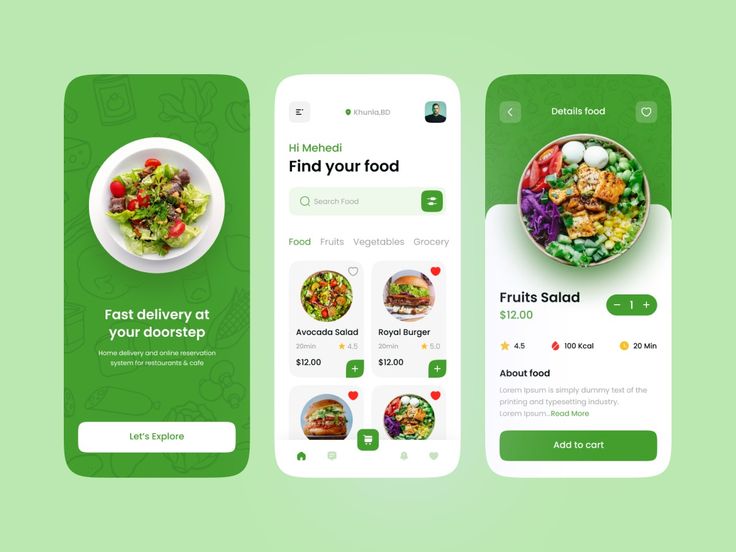 Fast delivery at
your doorstep
Home delivery and online reservation
system for restaurants & cafe
Let's Explore
Khunla,BD
Hi Mehedi
Find your food
Search Food
Food Fruits Vegetables Grocery
Avocada Salad
20min 4.5
$12.00
+
Royal Burger
20min 5.0
$12.00
+
Details food
Fruits Salad
$12.00
− 1 +
4.5 100 Kcal 20 Min
About food
Lorem Ipsum is simply dummy text of the
printing and typesetting industry.
Lorem Ipsum...Read More
Add to cart